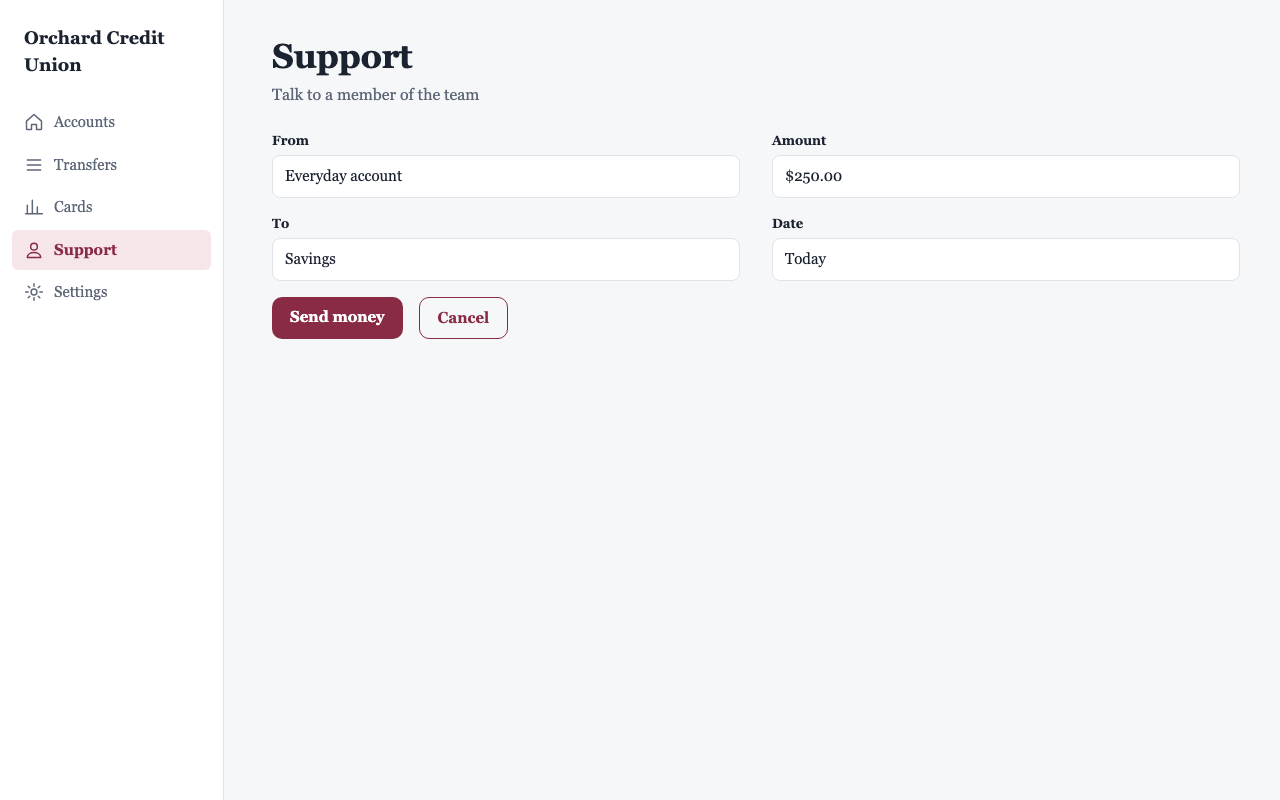 Orchard Credit
Union
Accounts
Transfers
Cards
Support
Settings
Support
Talk to a member of the team
From
Everyday account
Amount
$250.00
To
Savings
Date
Today
Send money
Cancel